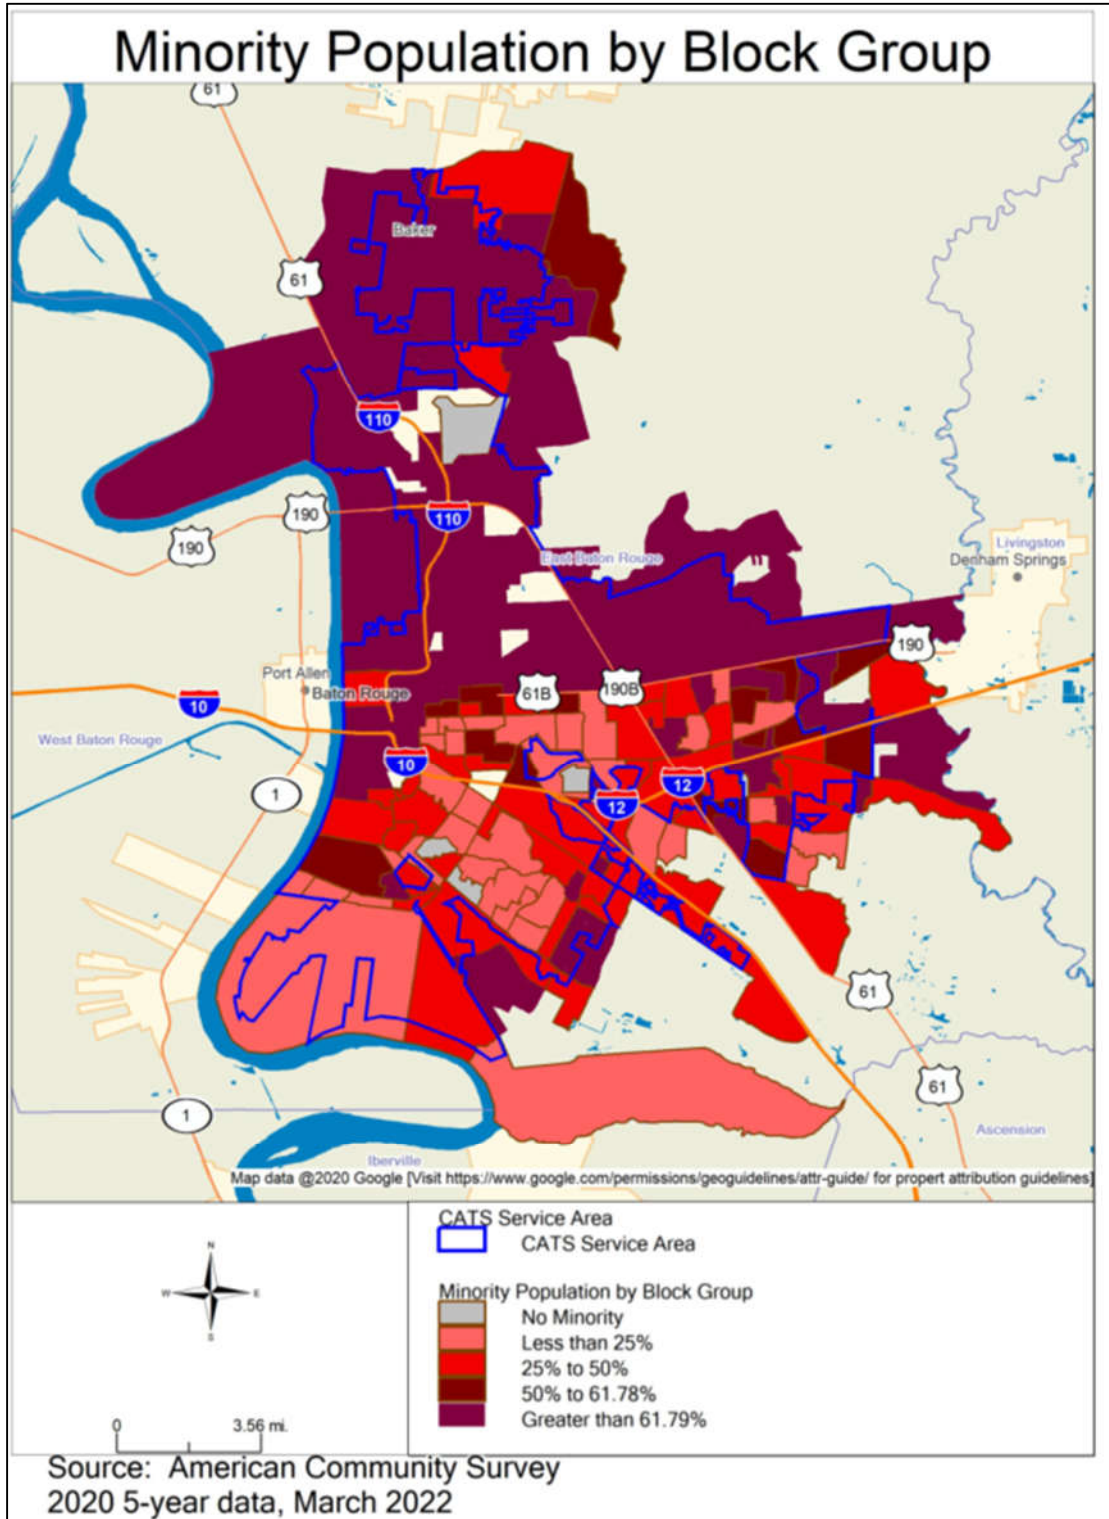 Minority Population by Block Group
61
Baker
61
110
190
110
190
East Baton Rouge
Livingston
Denham Springs
190
Port Allen
Baton Rouge
61B
190B
10
West Baton Rouge
10
12
12
1
61
61
1
Ascension
Iberville
Map data @2020 Google [Visit https://www.google.com/permissions/geoguidelines/attr-guide/ for propert attribution guidelines]
CATS Service Area
CATS Service Area
N
W E
S
Minority Population by Block Group
No Minority
Less than 25%
25% to 50%
50% to 61.78%
Greater than 61.79%
0 3.56 mi.
Source: American Community Survey
2020 5-year data, March 2022